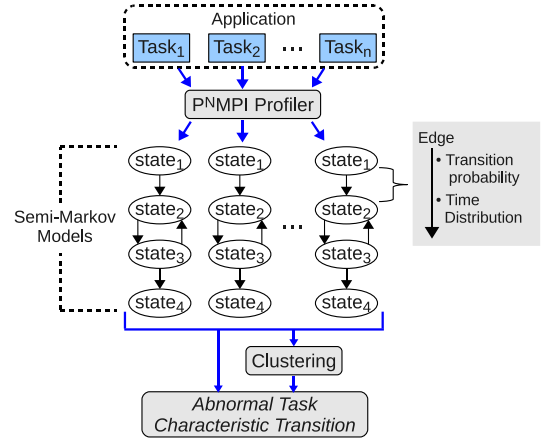 Application
Task1 Task2 ... Taskn
PNMPI Profiler
Semi-Markov
Models
state1 state1 state1
state2 state2 ... state2
state3 state3 state3
state4 state4 state4
Edge
• Transition
probability
• Time
Distribution
Clustering
Abnormal Task
Characteristic Transition